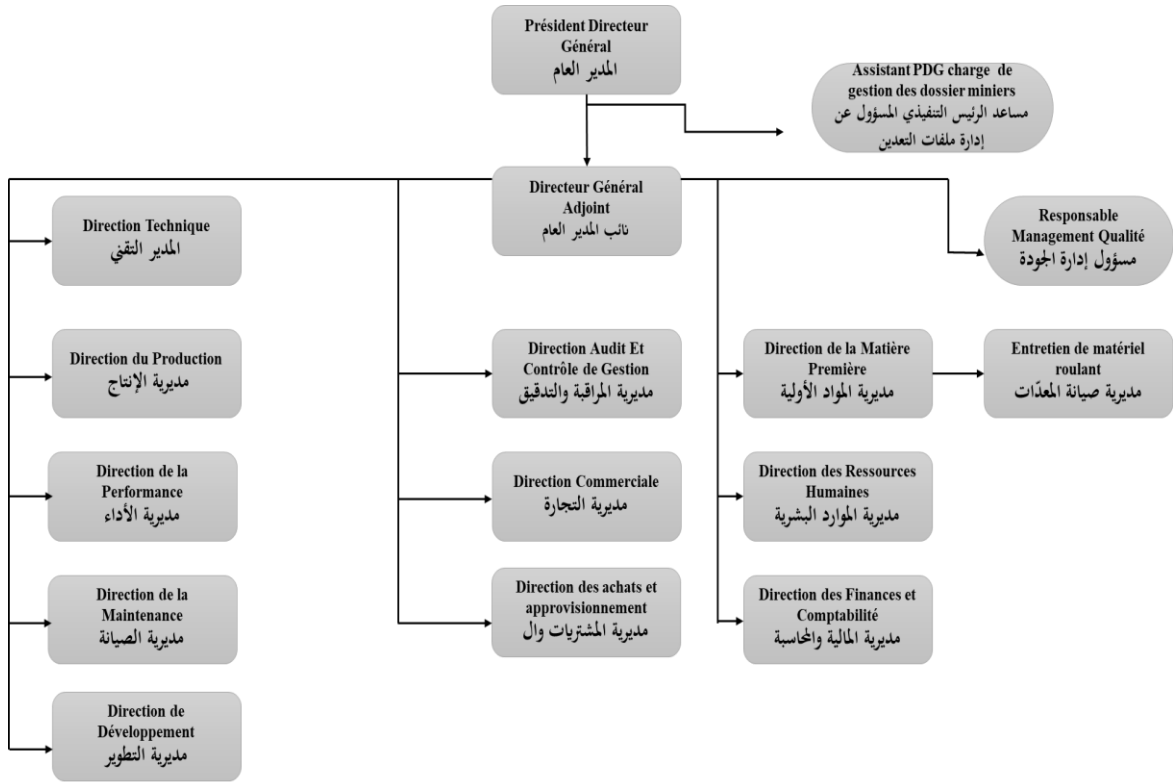 Président Directeur
Général
المدير العام
Assistant PDG charge de
gestion des dossier miniers
مساعد الرئيس التنفيذي المسؤول عن
إدارة ملفات التعدين
Directeur Général
Adjoint
نائب المدير العام
Responsable
Management Qualité
مسؤول إدارة الجودة
Direction Technique
المدير التقني
Direction du Production
مديرية الإنتاج
Direction de la
Performance
مديرية الأداء
Direction de la
Maintenance
مديرية الصيانة
Direction de
Développement
مديرية التطوير
Direction Audit Et
Contrôle de Gestion
مديرية المراقبة والتدقيق
Direction Commerciale
مديرية التجارة
Direction des achats et
approvisionnement
مديرية المشتريات وال
Direction de la Matière
Première
مديرية المواد الأولية
Entretien de matériel
roulant
مديرية صيانة المعدّات
Direction des Ressources
Humaines
مديرية الموارد البشرية
Direction des Finances et
Comptabilité
مديرية المالية والمحاسبة